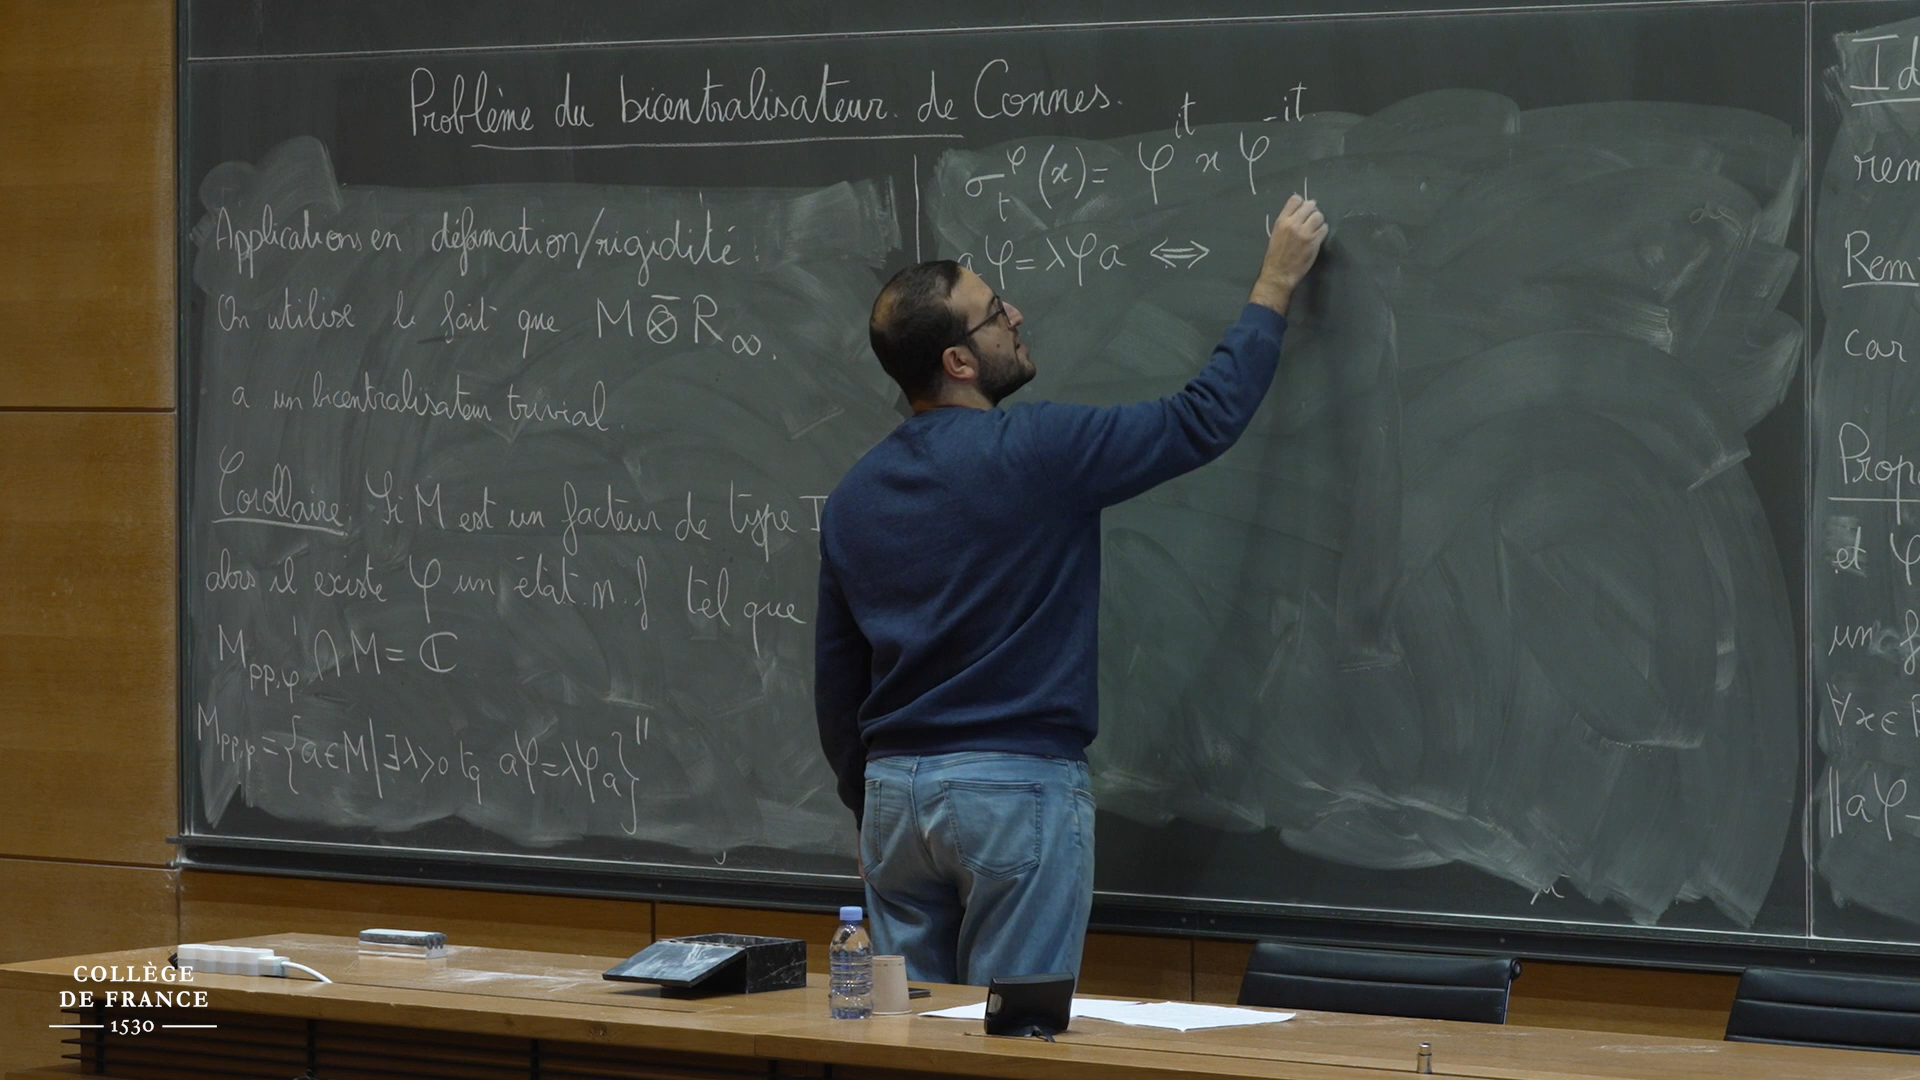 Problème du bicentralisateur de Connes.
Applications en déformation/rigidité :
On utilise le fait que M ⊗̄ R∞.
a un bicentralisateur trivial.
Corollaire. Si M est un facteur de type
alors il existe φ un état n.f tel que
M_{pp,φ}' ∩ M = ℂ
M_{pp,φ} = {a∈M | ∃λ>0 tq aφ=λφa}''
σ_t^φ(x) = φ^{it} x φ^{-it}
aφ = λφa ⟺
rem
Rem
car
Prop
et φ
un f
∀x∈
‖aφ -
COLLÈGE
DE FRANCE
1530